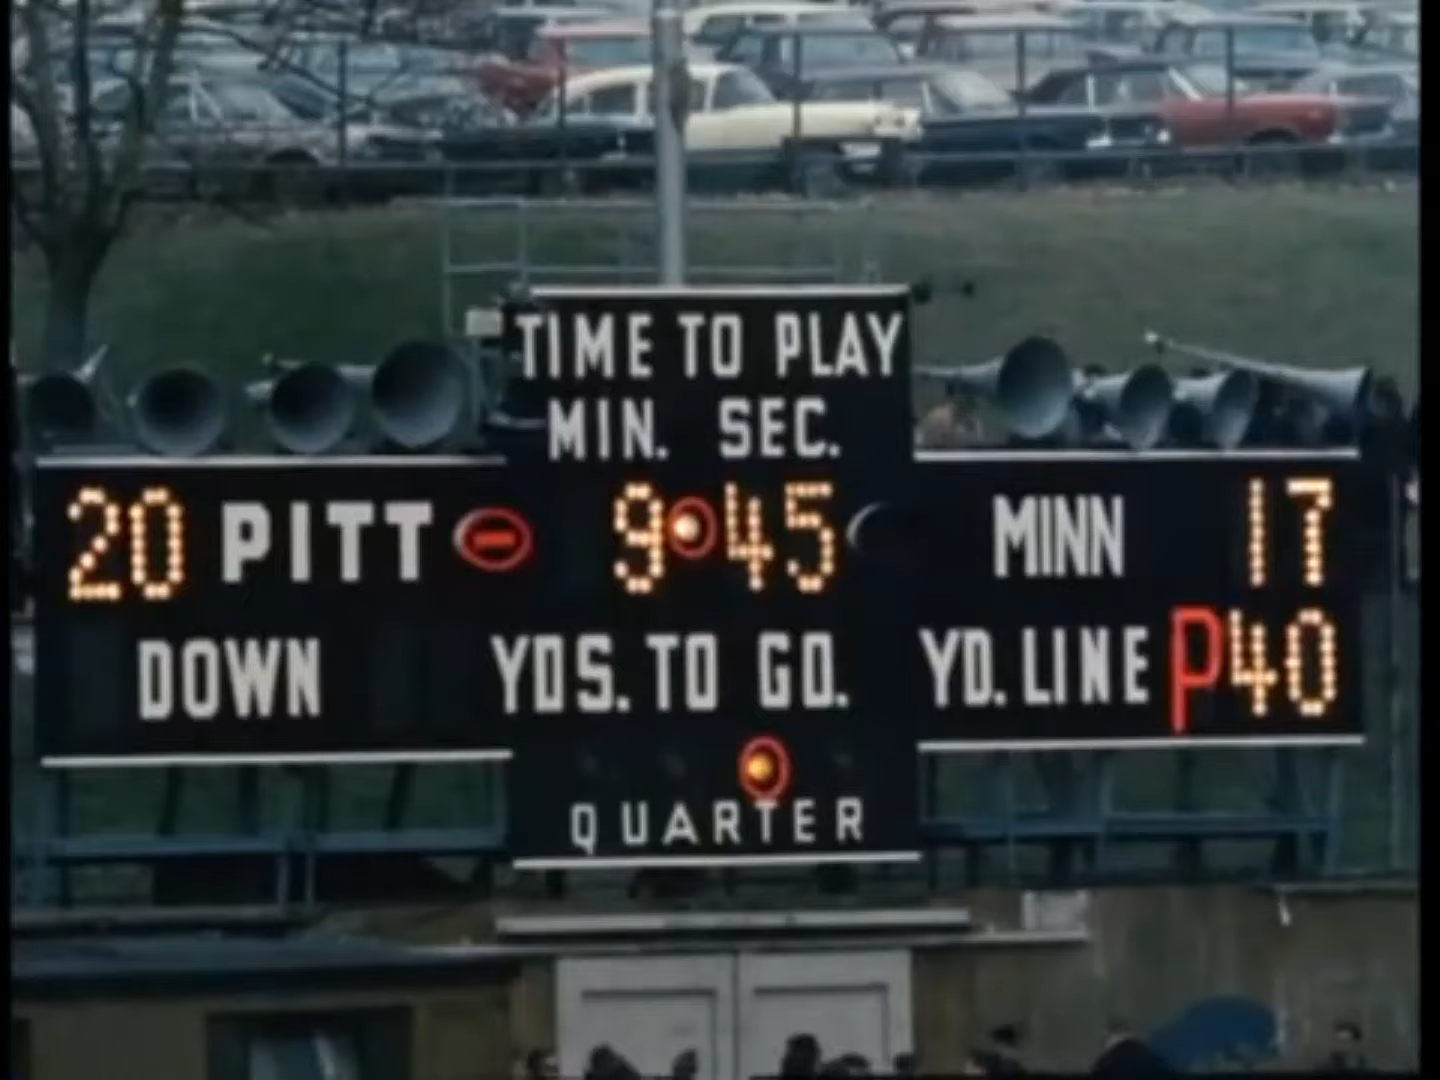 TIME TO PLAY
MIN. SEC.
20 PITT 9 45 MINN 17
DOWN YDS. TO GO. YD. LINE P40
QUARTER